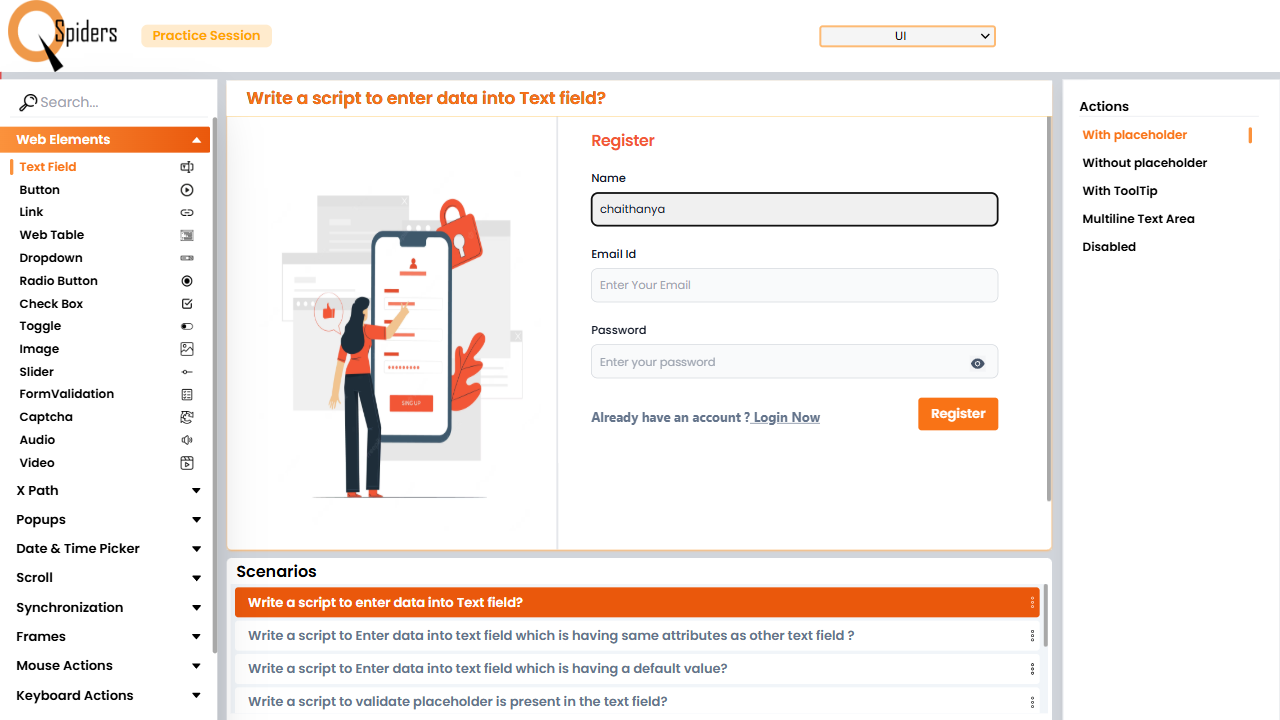 Spiders
Practice Session
UI
Search...
Web Elements
Text Field
Button
Link
Web Table
Dropdown
Radio Button
Check Box
Toggle
Image
Slider
FormValidation
Captcha
Audio
Video
X Path
Popups
Date & Time Picker
Scroll
Synchronization
Frames
Mouse Actions
Keyboard Actions
Write a script to enter data into Text field?
SING UP
Register
Name
chaithanya
Email Id
Enter Your Email
Password
Enter your password
Already have an account ? Login Now
Register
Scenarios
Write a script to enter data into Text field?
Write a script to Enter data into text field which is having same attributes as other text field ?
Write a script to Enter data into text field which is having a default value?
Write a script to validate placeholder is present in the text field?
Actions
With placeholder
Without placeholder
With ToolTip
Multiline Text Area
Disabled